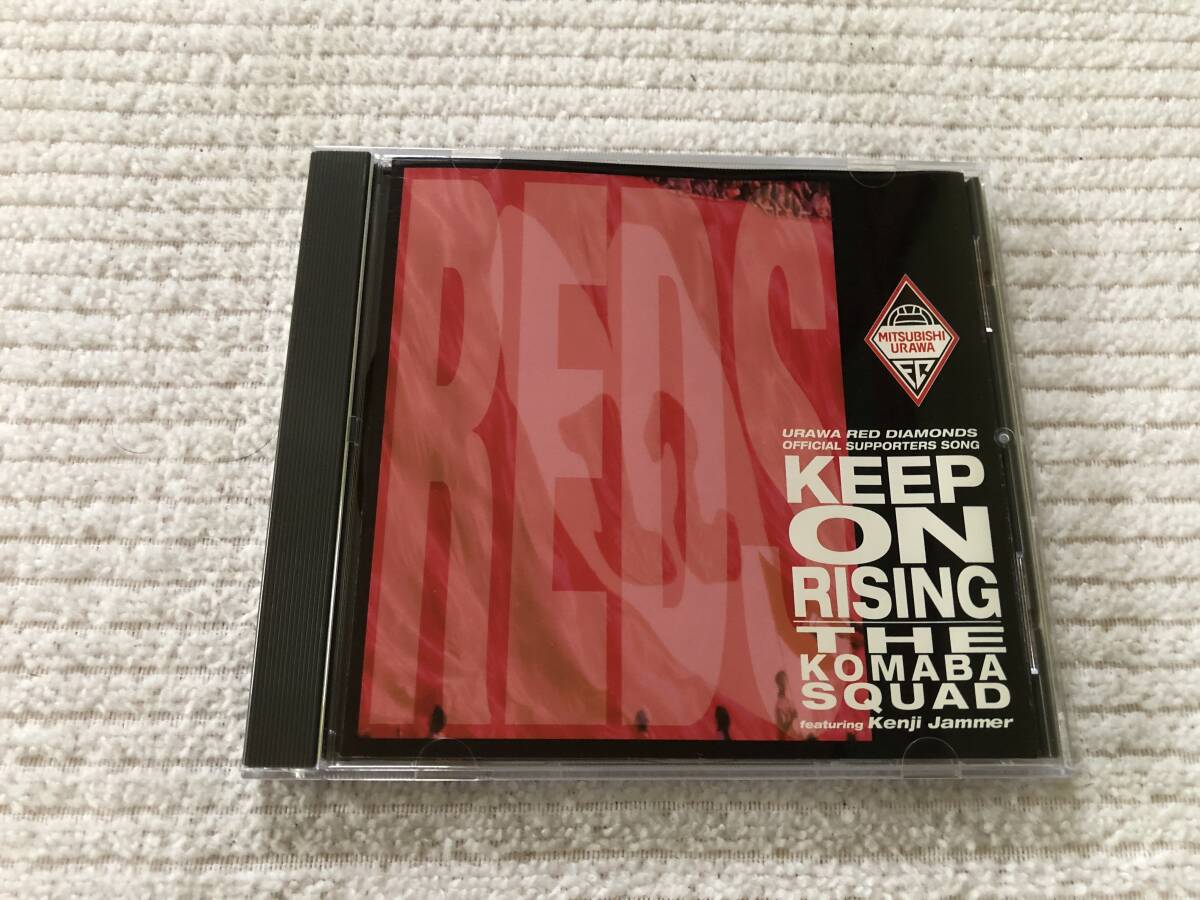 REDS
MITSUBISHI
URAWA
FC
URAWA RED DIAMONDS
OFFICIAL SUPPORTERS SONG
KEEP
ON
RISING
THE
KOMABA
SQUAD
featuring Kenji Jammer